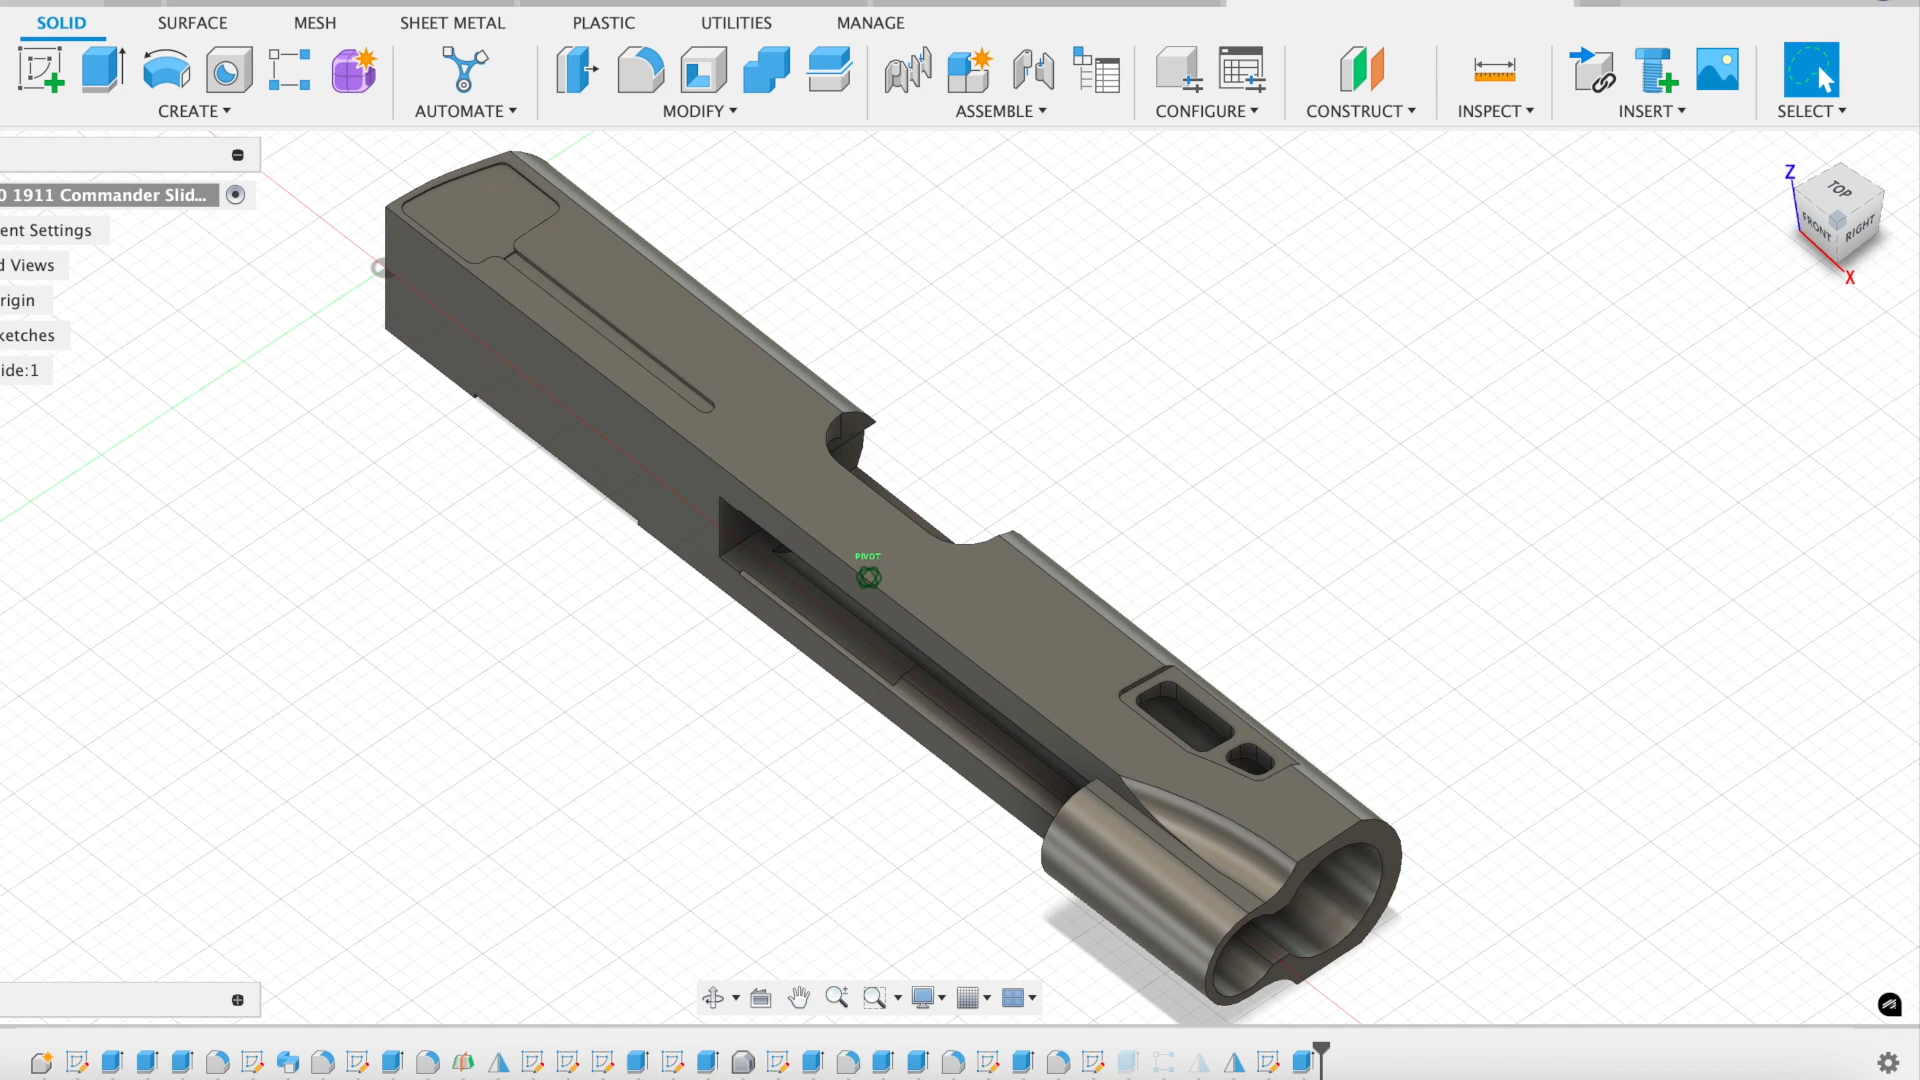 SOLID SURFACE MESH SHEET METAL PLASTIC UTILITIES MANAGE
CREATE AUTOMATE MODIFY ASSEMBLE CONFIGURE CONSTRUCT INSPECT INSERT SELECT
0 1911 Commander Slid...
ent Settings
d Views
rigin
ketches
ide:1
Z
TOP
FRONT RIGHT
X
PIVOT